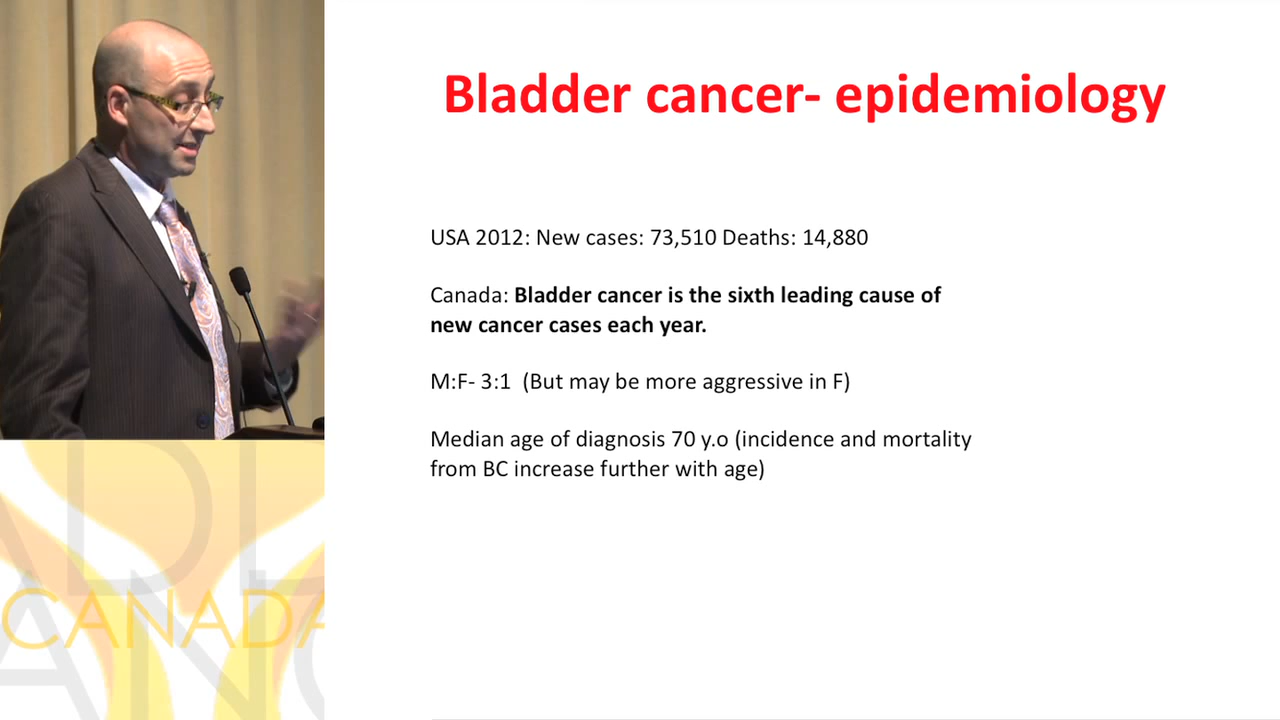 Bladder cancer- epidemiology
USA 2012: New cases: 73,510 Deaths: 14,880
Canada: Bladder cancer is the sixth leading cause of
new cancer cases each year.
M:F- 3:1  (But may be more aggressive in F)
Median age of diagnosis 70 y.o (incidence and mortality
from BC increase further with age)
CANADA